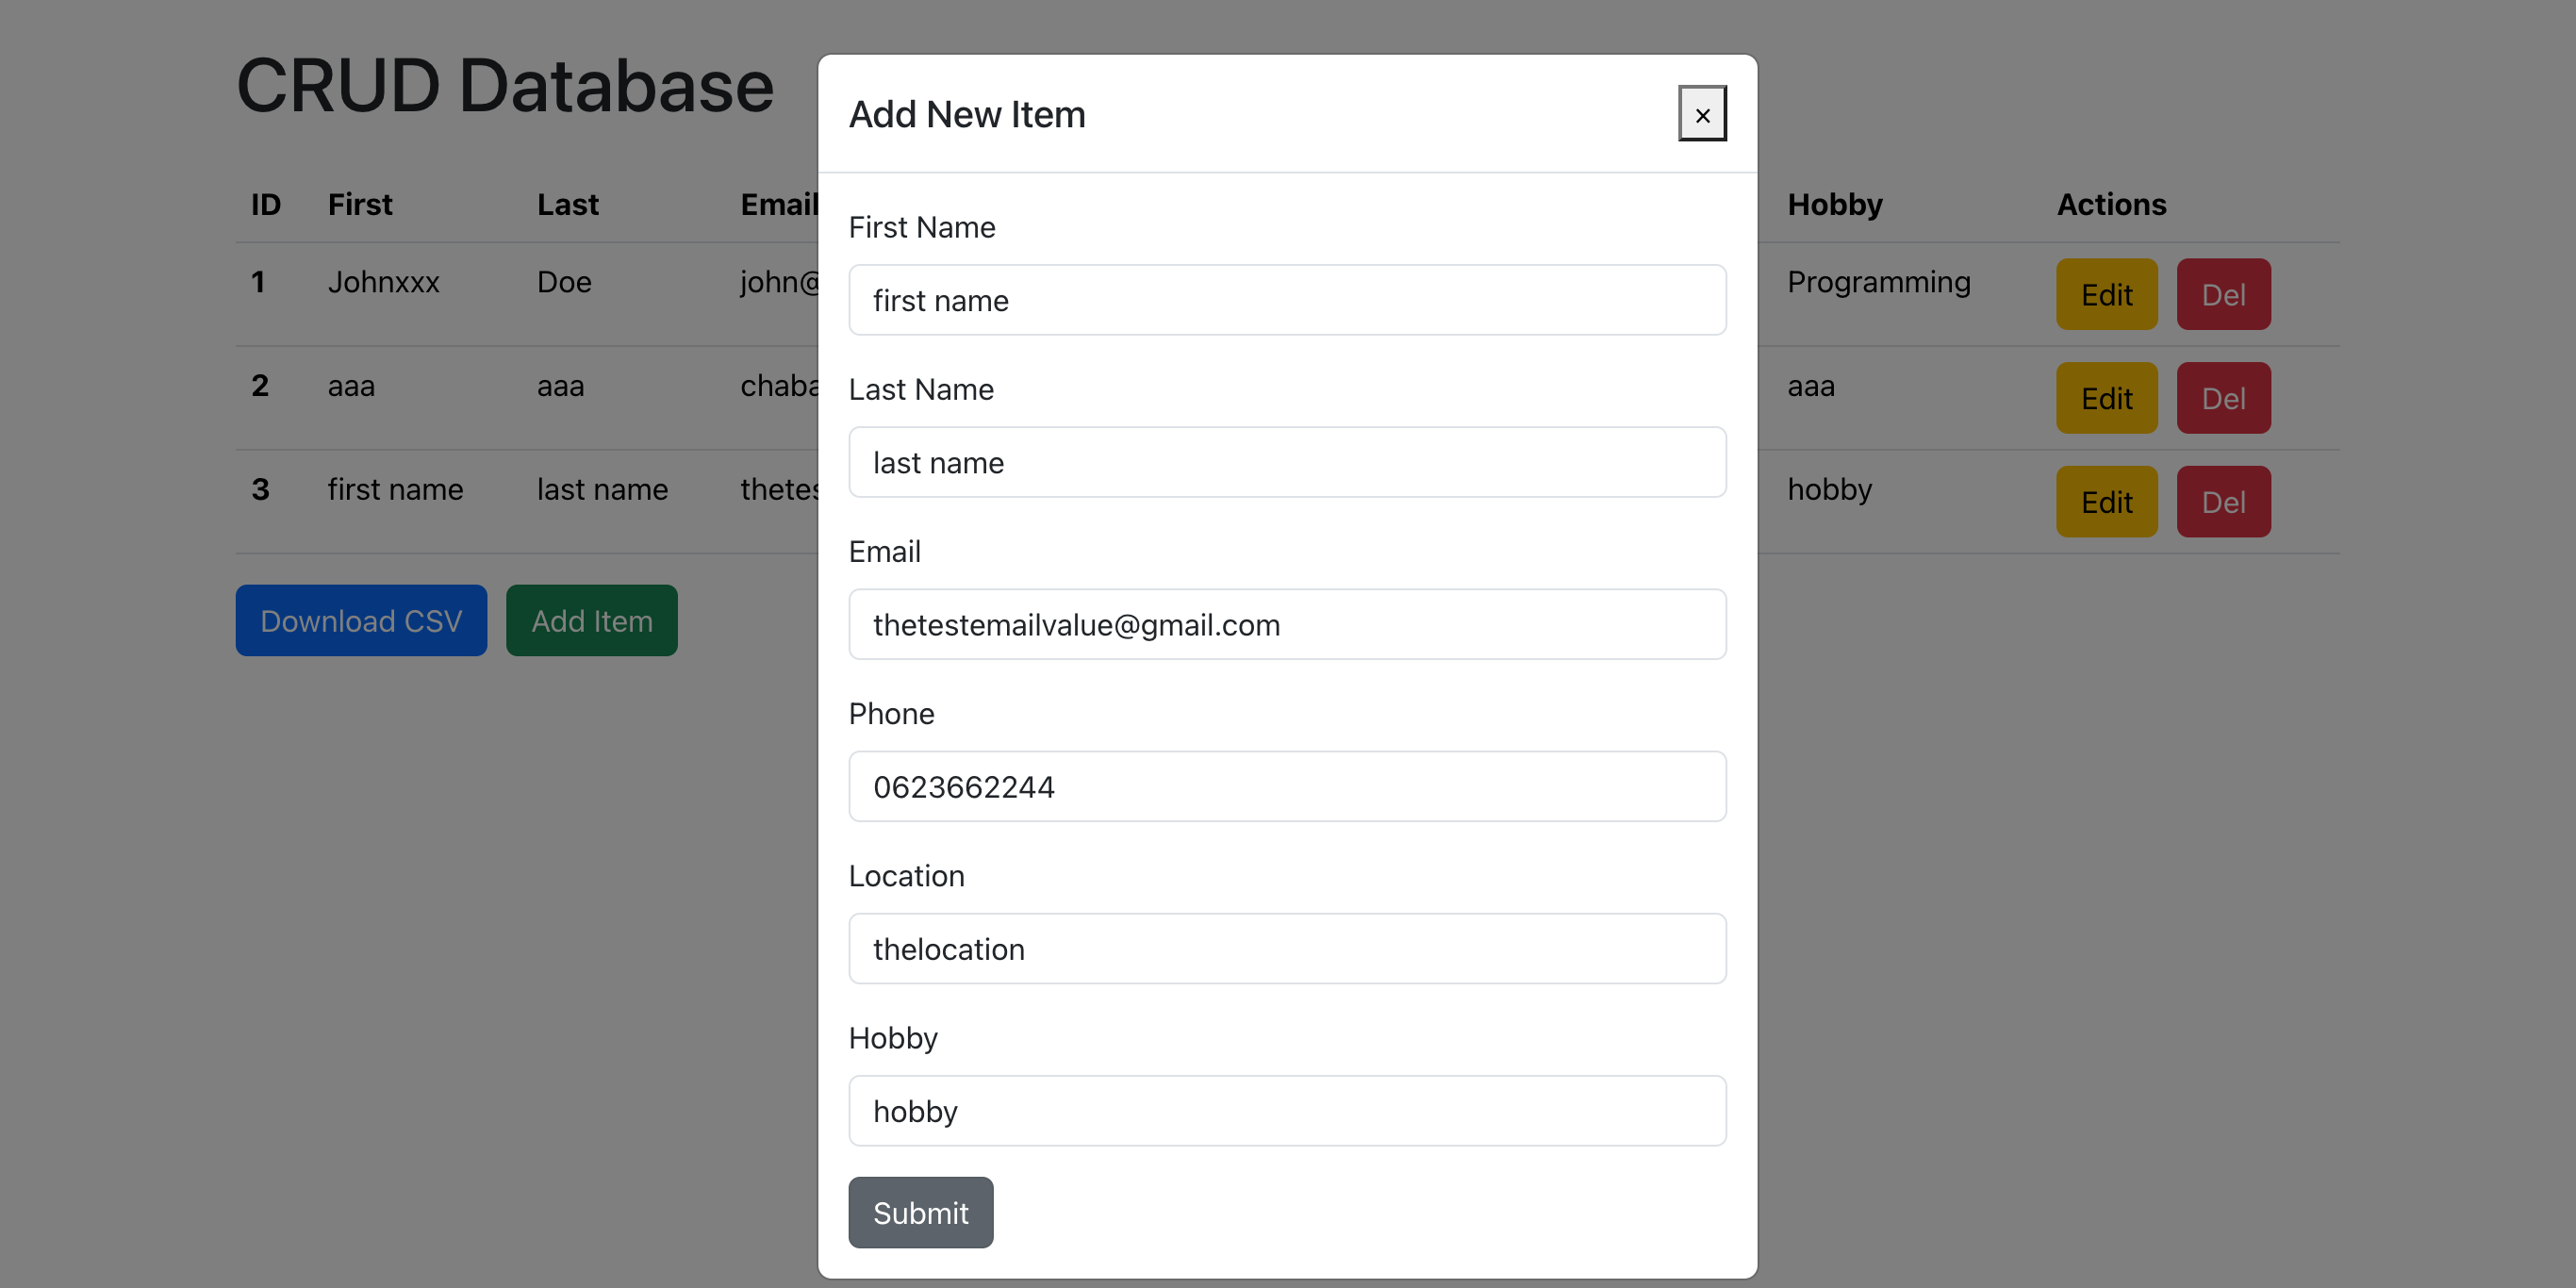 CRUD Database
Add New Item
×
ID First Last Email Hobby Actions
1 Johnxxx Doe john@ Programming Edit Del
2 aaa aaa chaba aaa Edit Del
3 first name last name thetes hobby Edit Del
Download CSV Add Item
First Name
first name
Last Name
last name
Email
thetestemailvalue@gmail.com
Phone
0623662244
Location
thelocation
Hobby
hobby
Submit